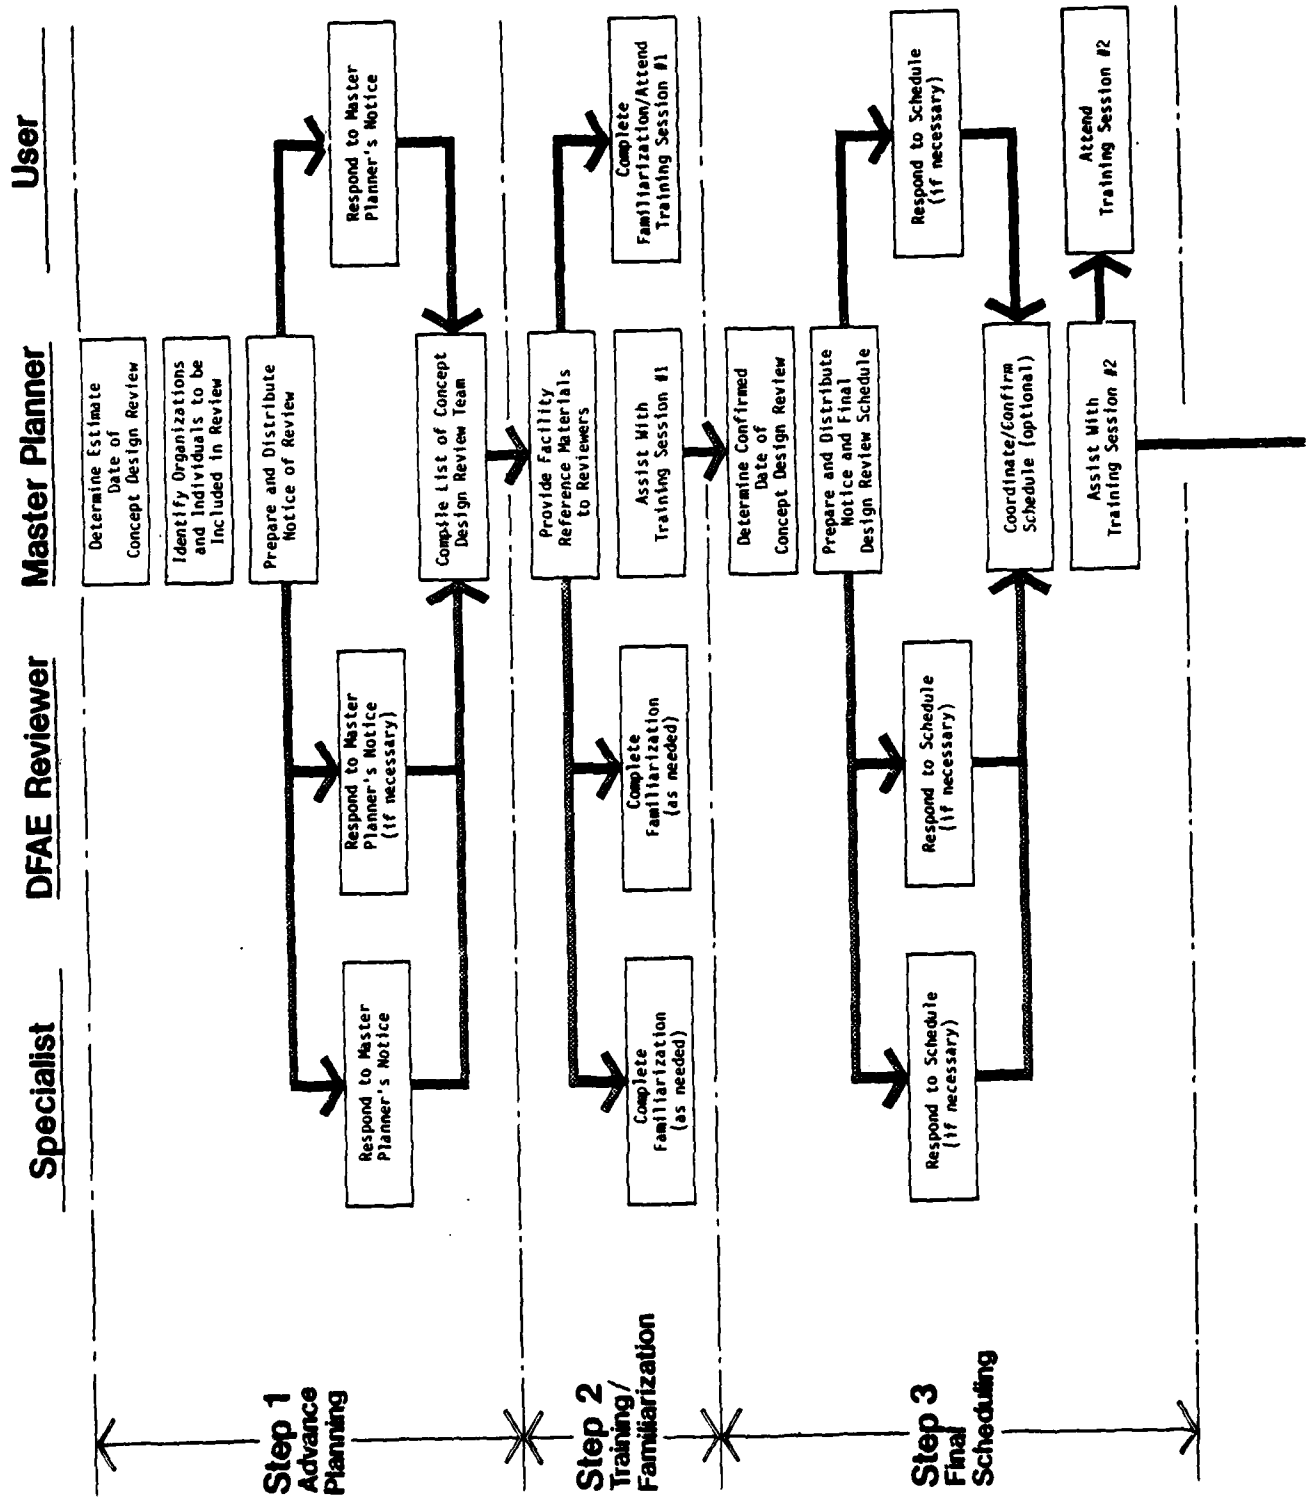 Specialist
DFAE Reviewer
Master Planner
User
Step 1
Advance
Planning
Determine Estimate
Date of
Concept Design Review
Identify Organizations
and Individuals to be
Included in Review
Prepare and Distribute
Notice of Review
Respond to Master
Planner's Notice
Respond to Master
Planner's Notice
(if necessary)
Respond to Master
Planner's Notice
Compile List of Concept
Design Review Team
Step 2
Training/
Familiarization
Provide Facility
Reference Materials
to Reviewers
Complete
Familiarization
(as needed)
Complete
Familiarization
(as needed)
Assist With
Training Session #1
Complete
Familiarization/Attend
Training Session #1
Step 3
Final
Scheduling
Determine Confirmed
Date of
Concept Design Review
Prepare and Distribute
Notice and Final
Design Review Schedule
Respond to Schedule
(if necessary)
Respond to Schedule
(if necessary)
Respond to Schedule
(if necessary)
Coordinate/Confirm
Schedule (optional)
Assist With
Training Session #2
Attend
Training Session #2